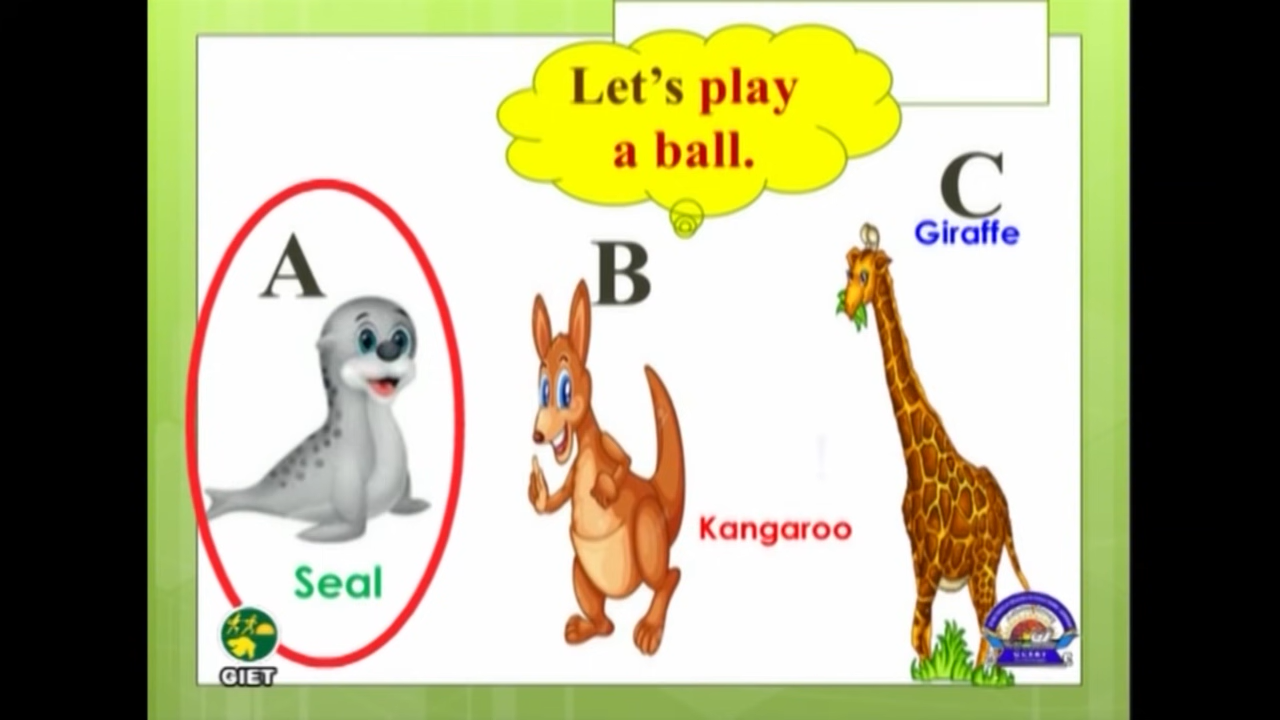 Let's play
a ball.
A
B
C
Giraffe
Kangaroo
Seal
GIET